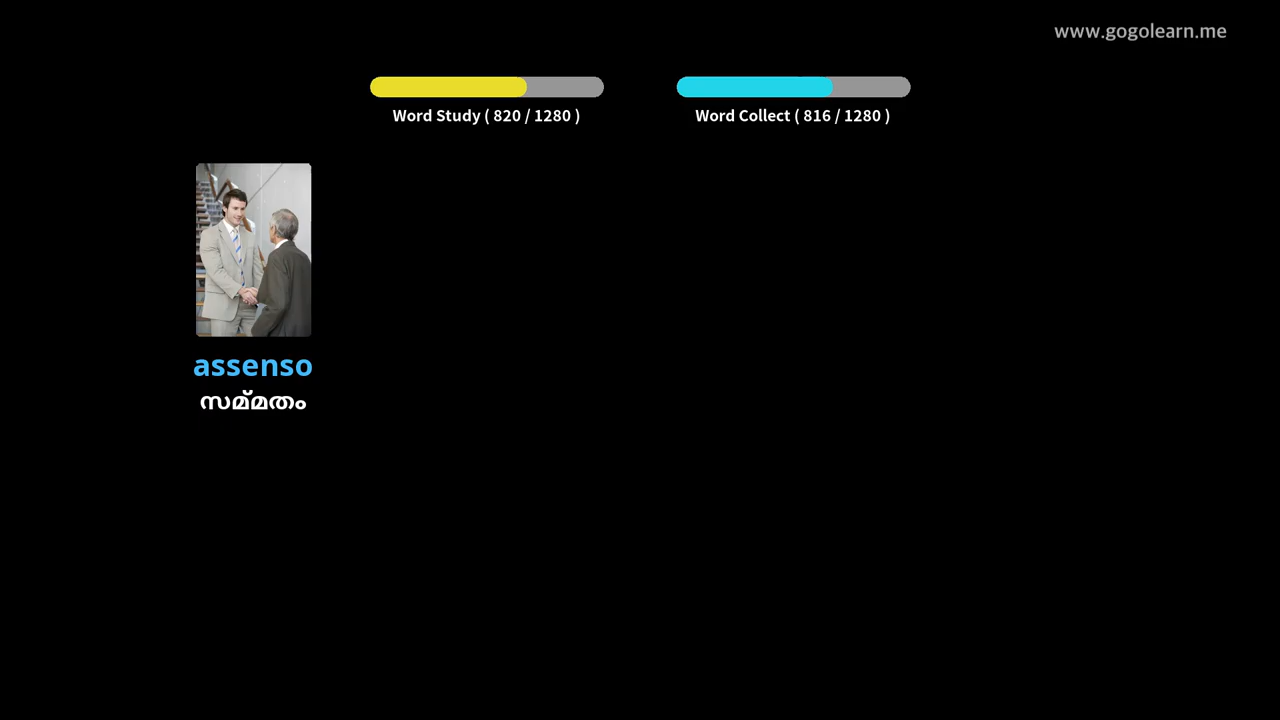 www.gogolearn.me
Word Study ( 820 / 1280 )
Word Collect ( 816 / 1280 )
assenso
സമ്മതം